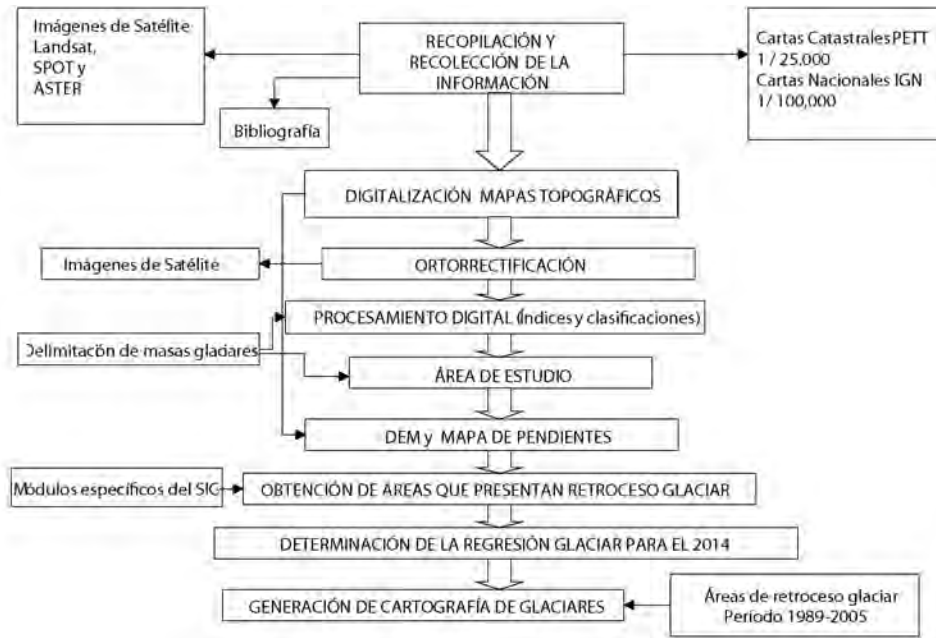 Imágenes de Satélite
Landsat,
SPOT y
ASTER
RECOPILACIÓN Y
RECOLECCIÓN DE LA
INFORMACIÓN
Cartas Catastrales PETT
1 / 25.000
Cartas Nacionales IGN
1/ 100,000
Bibliografía
DIGITALIZACIÓN MAPAS TOPOGRÁFICOS
Imágenes de Satélite
ORTORRECTIFICACIÓN
PROCESAMIENTO DIGITAL (Índices y clasificaciones)
Delimitación de masas glaciares
ÁREA DE ESTUDIO
DEM y MAPA DE PENDIENTES
Módulos específicos del SIG
OBTENCIÓN DE ÁREAS QUE PRESENTAN RETROCESO GLACIAR
DETERMINACIÓN DE LA REGRESIÓN GLACIAR PARA EL 2014
GENERACIÓN DE CARTOGRAFÍA DE GLACIARES
Áreas de retroceso glaciar
Período 1989-2005